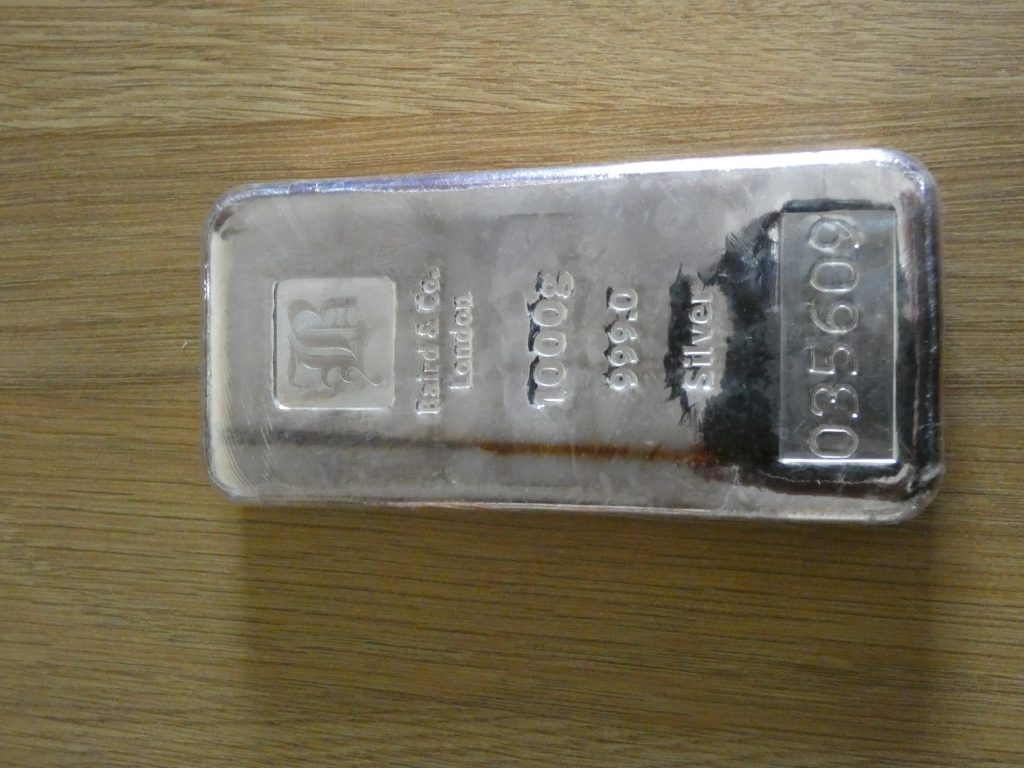 B
Baird & Co.
London
1000g
999.0
Silver
035609